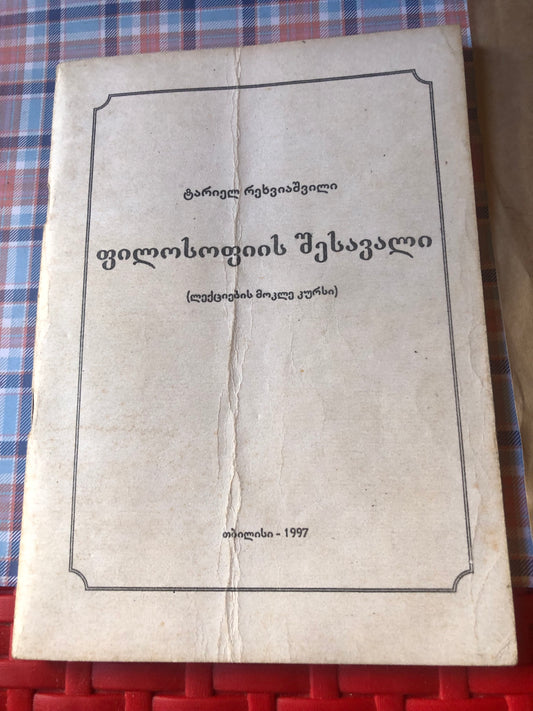 ტარიელ რეხვიაშვილი
ფილოსოფიის შესავალი
(ლექციების მოკლე კურსი)
თბილისი - 1997